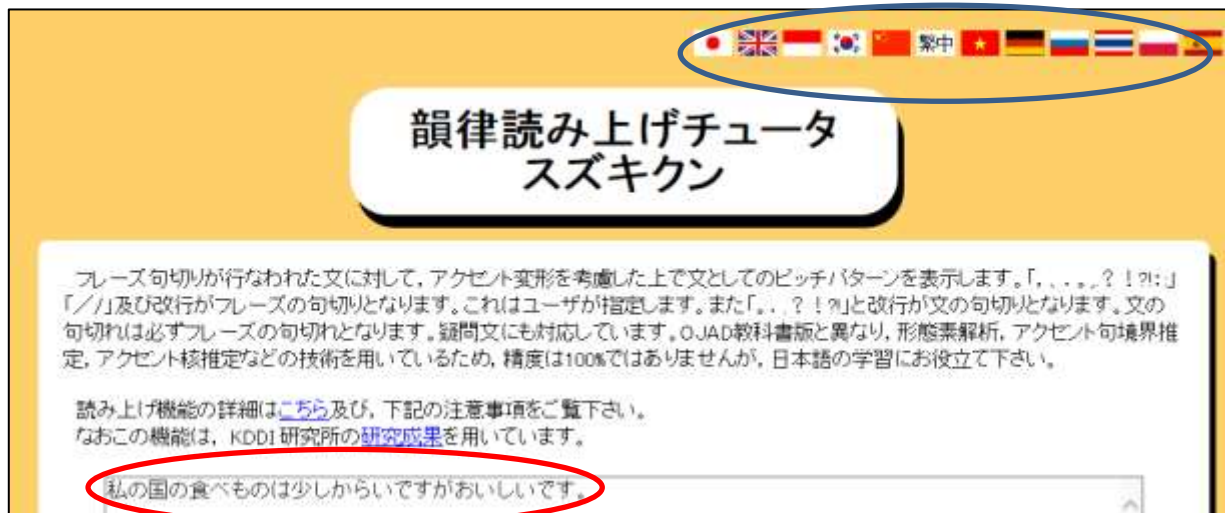 繁中
韻律読み上げチュータ
スズキクン
フレーズ句切りが行なわれた文に対して，アクセント変形を考慮した上で文としてのピッチパターンを表示します。「，、．。，？！?!:;」
「／/」及び改行がフレーズの句切りとなります。これはユーザが指定します。また「．。？！?!」と改行が文の句切りとなります。文の
句切れは必ずフレーズの句切れとなります。疑問文にも対応しています。OJAD教科書版と異なり，形態素解析，アクセント句境界推
定，アクセント核推定などの技術を用いているため，精度は100%ではありませんが，日本語の学習にお役立て下さい。
読み上げ機能の詳細はこちら及び，下記の注意事項をご覧下さい。
なおこの機能は，KDDI研究所の研究成果を用いています。
私の国の食べものは少しからいですがおいしいです。